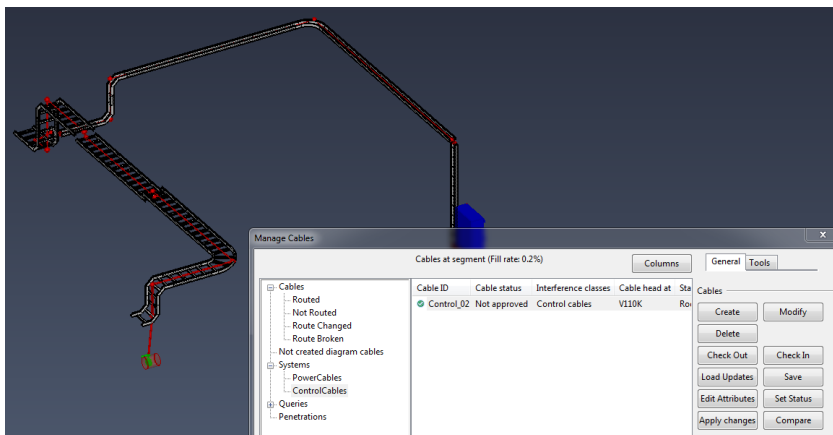 Manage Cables
x
Cables at segment (Fill rate: 0.2%)
Columns
General
Tools
Cables
Routed
Not Routed
Route Changed
Route Broken
Not created diagram cables
Systems
PowerCables
ControlCables
Queries
Penetrations
Cable ID Cable status Interference classes Cable head at Sta
Control_02 Not approved Control cables V110K Ro
Cables
Create Modify
Delete
Check Out Check In
Load Updates Save
Edit Attributes Set Status
Apply changes Compare